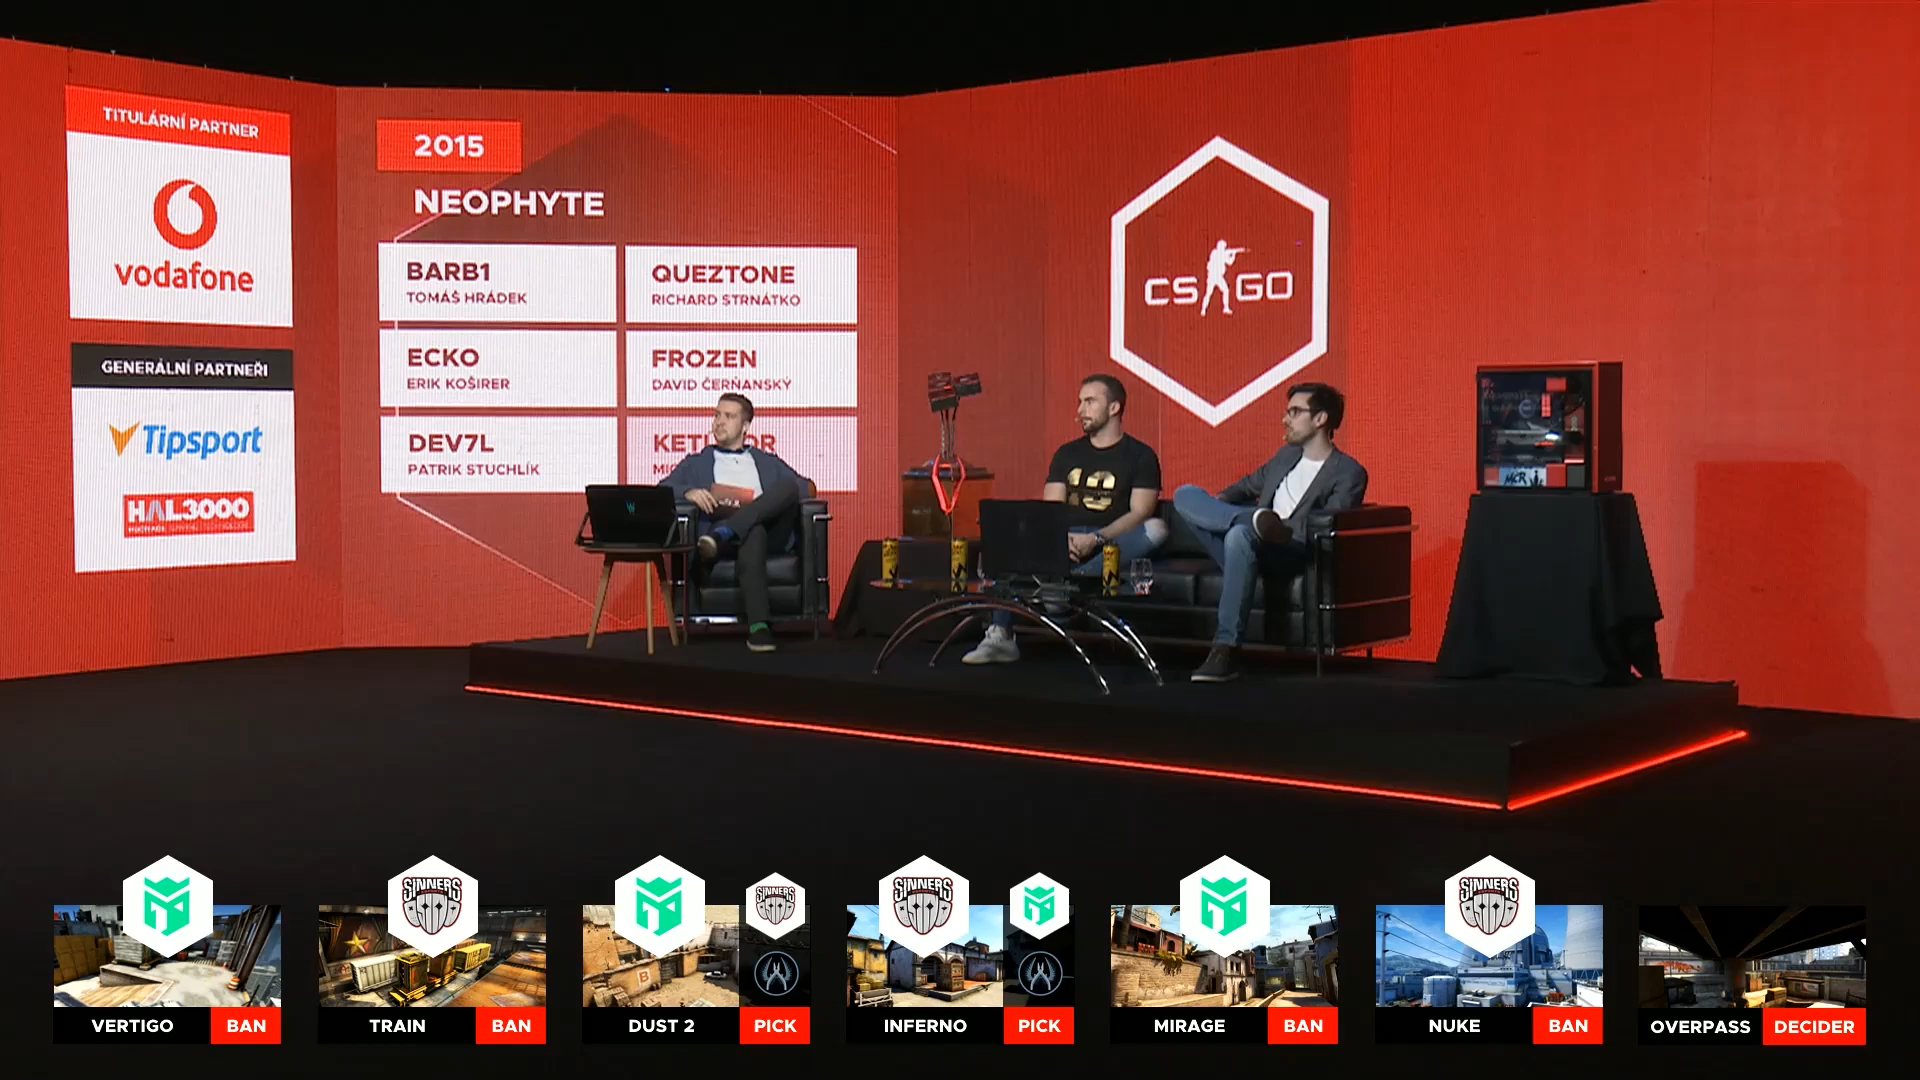 TITULÁRNÍ PARTNER
vodafone
GENERÁLNÍ PARTNEŘI
Tipsport
HAL3000
2015
NEOPHYTE
BARB1
TOMÁŠ HRÁDEK
QUEZTONE
RICHARD STRNÁTKO
ECKO
ERIK KOŠIRER
FROZEN
DAVID ČERŇANSKÝ
DEV7L
PATRIK STUCHLÍK
CS GO
MCR
SINNERS
SINNERS
SINNERS
SINNERS
B
VERTIGO BAN
TRAIN BAN
DUST 2 PICK
INFERNO PICK
MIRAGE BAN
NUKE BAN
OVERPASS DECIDER